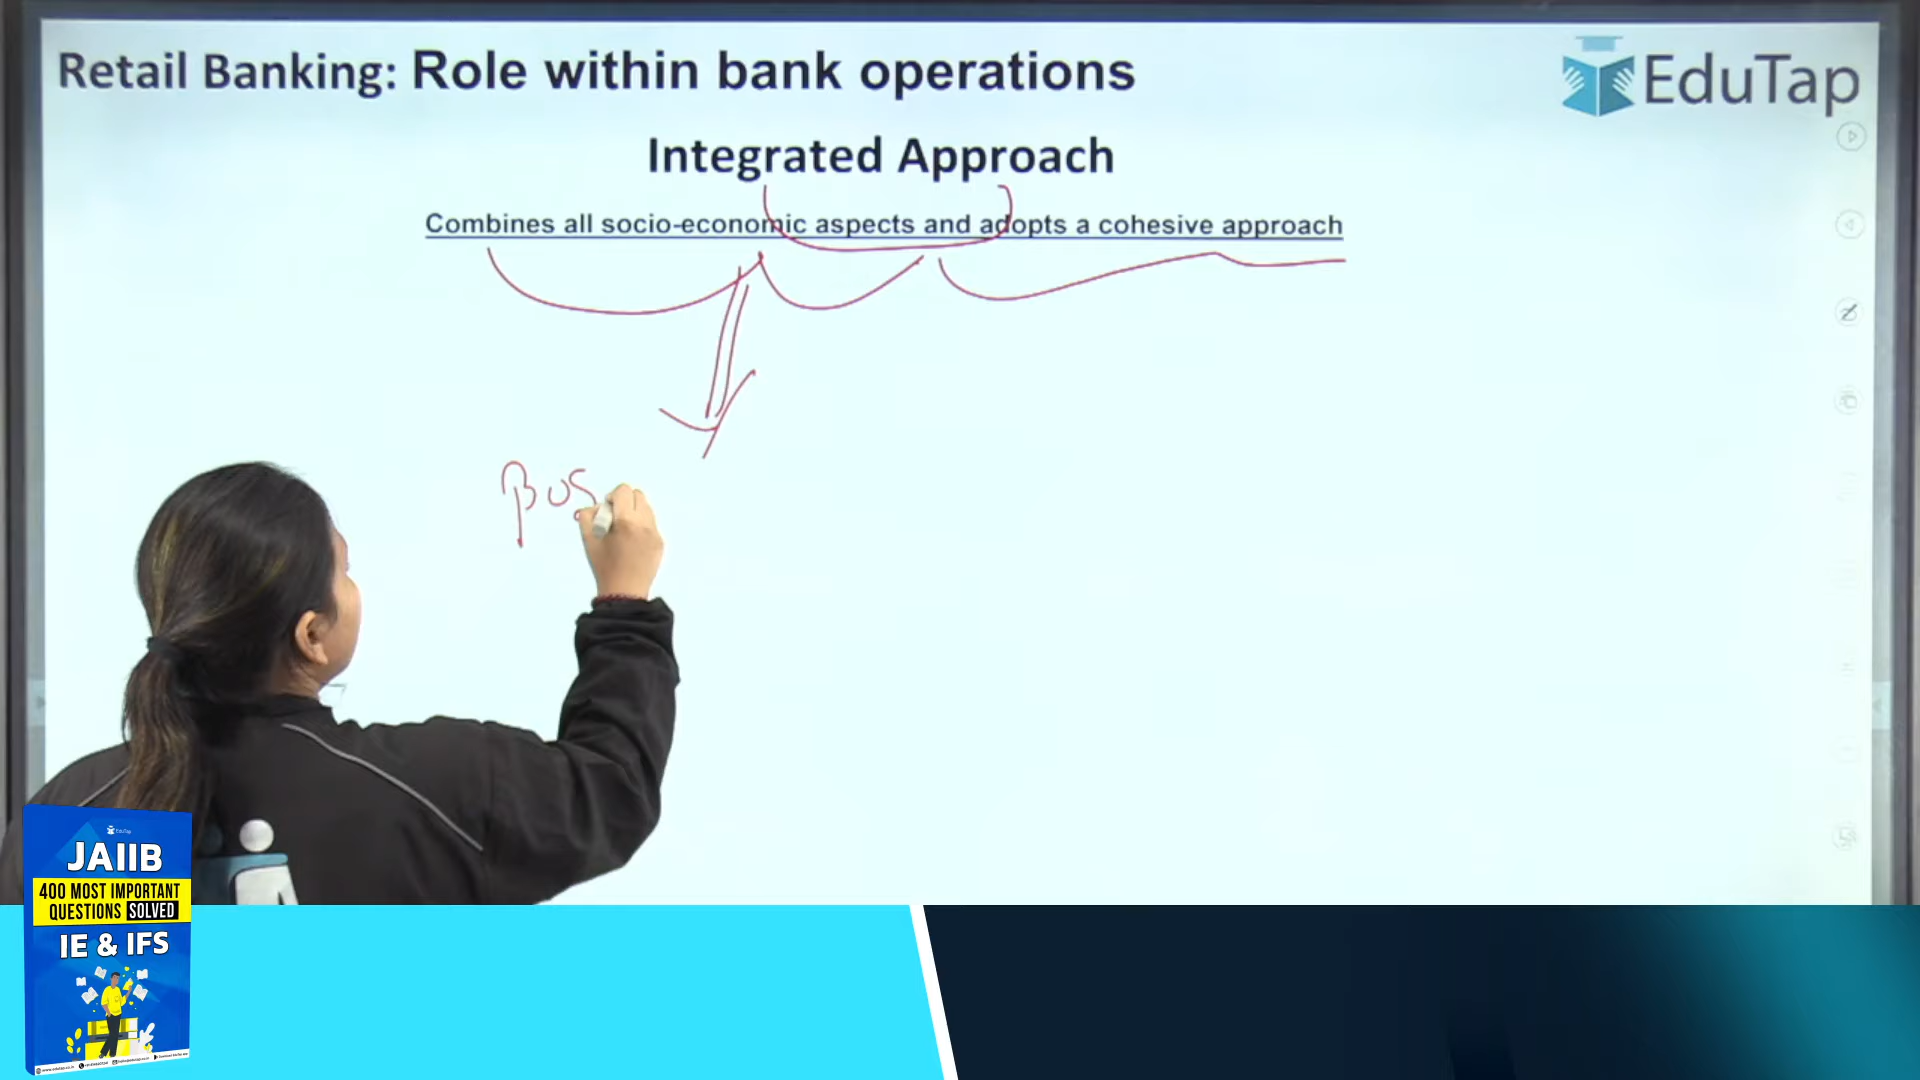 Retail Banking: Role within bank operations
EduTap
Integrated Approach
Combines all socio-economic aspects and adopts a cohesive approach
Bus
EduTap
JAIIB
400 MOST IMPORTANT
QUESTIONS SOLVED
IE & IFS